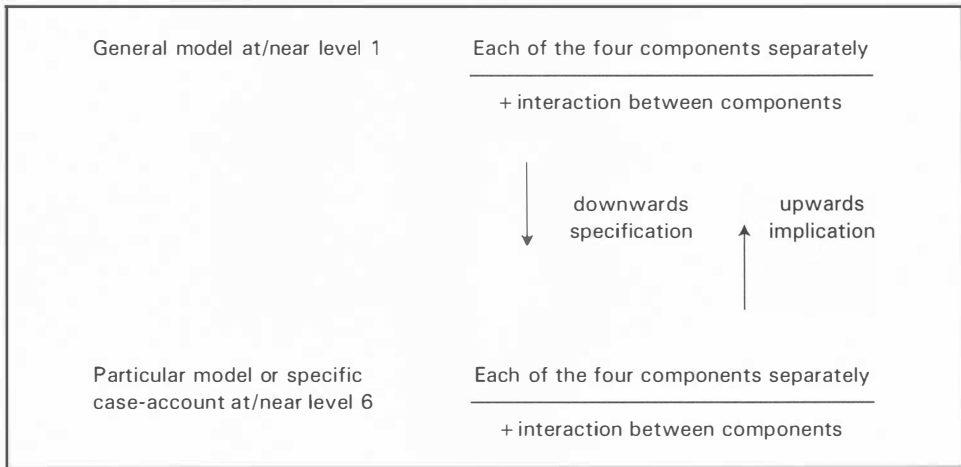 General model at/near level 1
Each of the four components separately
+ interaction between components
downwards
specification
upwards
implication
Particular model or specific
case-account at/near level 6
Each of the four components separately
+ interaction between components